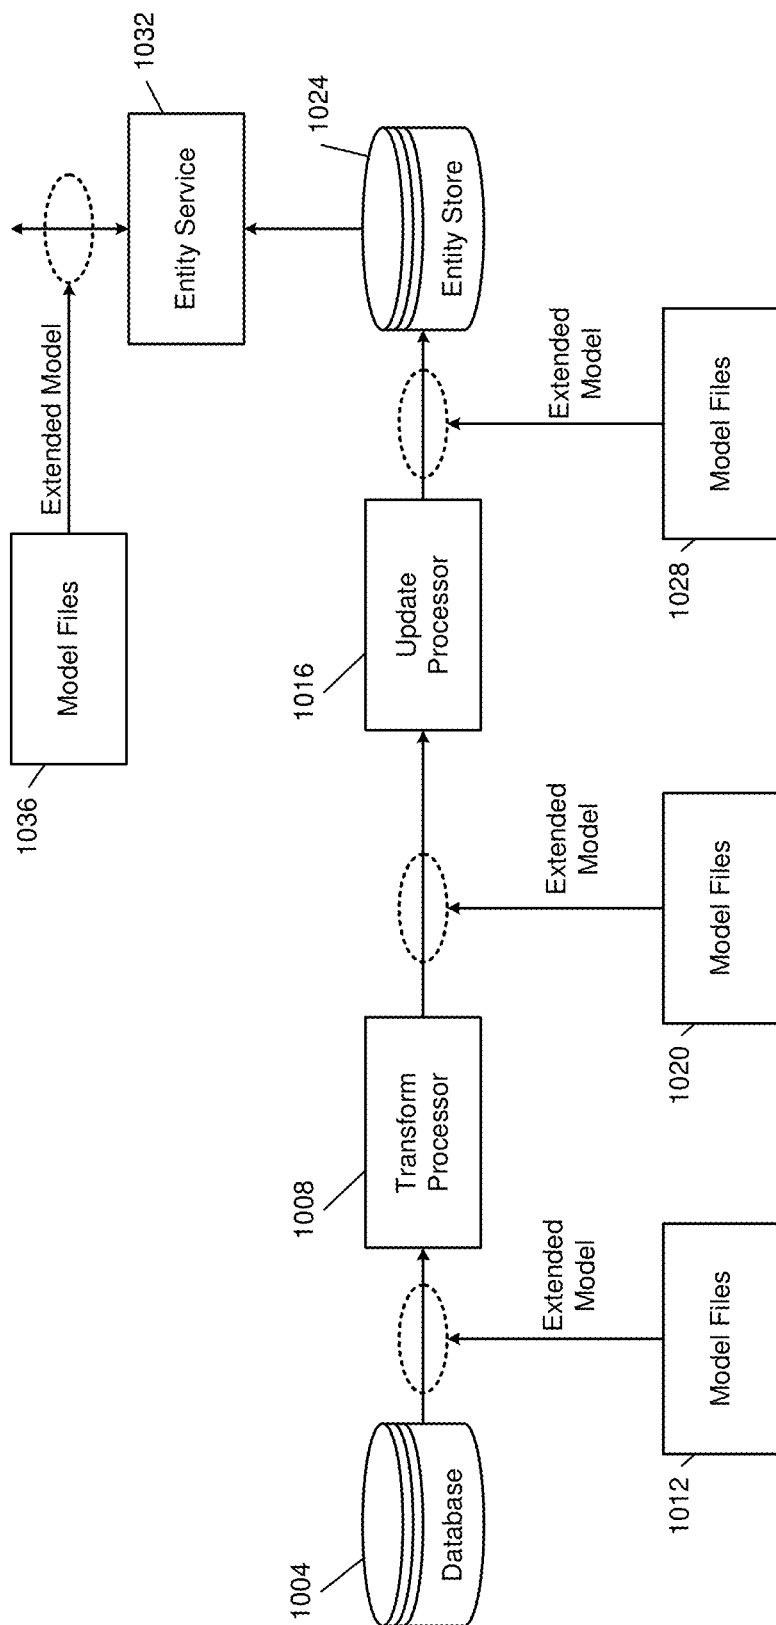 Model Files
1036
Extended Model
Entity Service
1032
Database
1004
Transform
Processor
1008
Update
Processor
1016
Entity Store
1024
Extended
Model
Extended
Model
Extended
Model
Model Files
1012
Model Files
1020
Model Files
1028